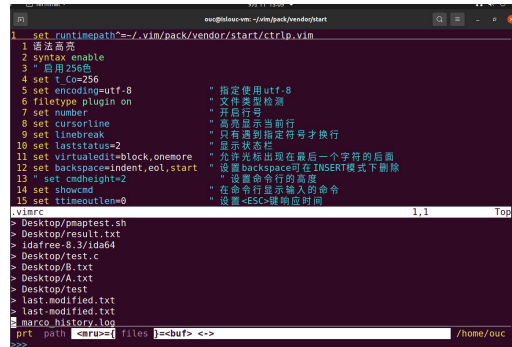 ouc@islouc-vm: ~/.vim/pack/vendor/start
1   set runtimepath^=~/.vim/pack/vendor/start/ctrlp.vim
1 语法高亮
2 syntax enable
3 " 启用256色
4 set t_Co=256
5 set encoding=utf-8 " 指定使用utf-8
6 filetype plugin on " 文件类型检测
7 set number " 开启行号
8 set cursorline " 高亮显示当前行
9 set linebreak " 只有遇到指定符号才换行
10 set laststatus=2 " 显示状态栏
11 set virtualedit=block,onemore " 允许光标出现在最后一个字符的后面
12 set backspace=indent,eol,start " 设置backspace可在INSERT模式下删除
13 " set cmdheight=2 " 设置命令行的高度
14 set showcmd " 在命令行显示输入的命令
15 set ttimeoutlen=0 " 设置<ESC>键响应时间
.vimrc 1,1 Top
> Desktop/pmaptest.sh
> Desktop/result.txt
> idafree-8.3/ida64
> Desktop/test.c
> Desktop/B.txt
> Desktop/A.txt
> Desktop/test
> last.modified.txt
> last-modified.txt
> marco_history.log
prt path <mru>={ files }=<buf> <-> /home/ouc
>>>